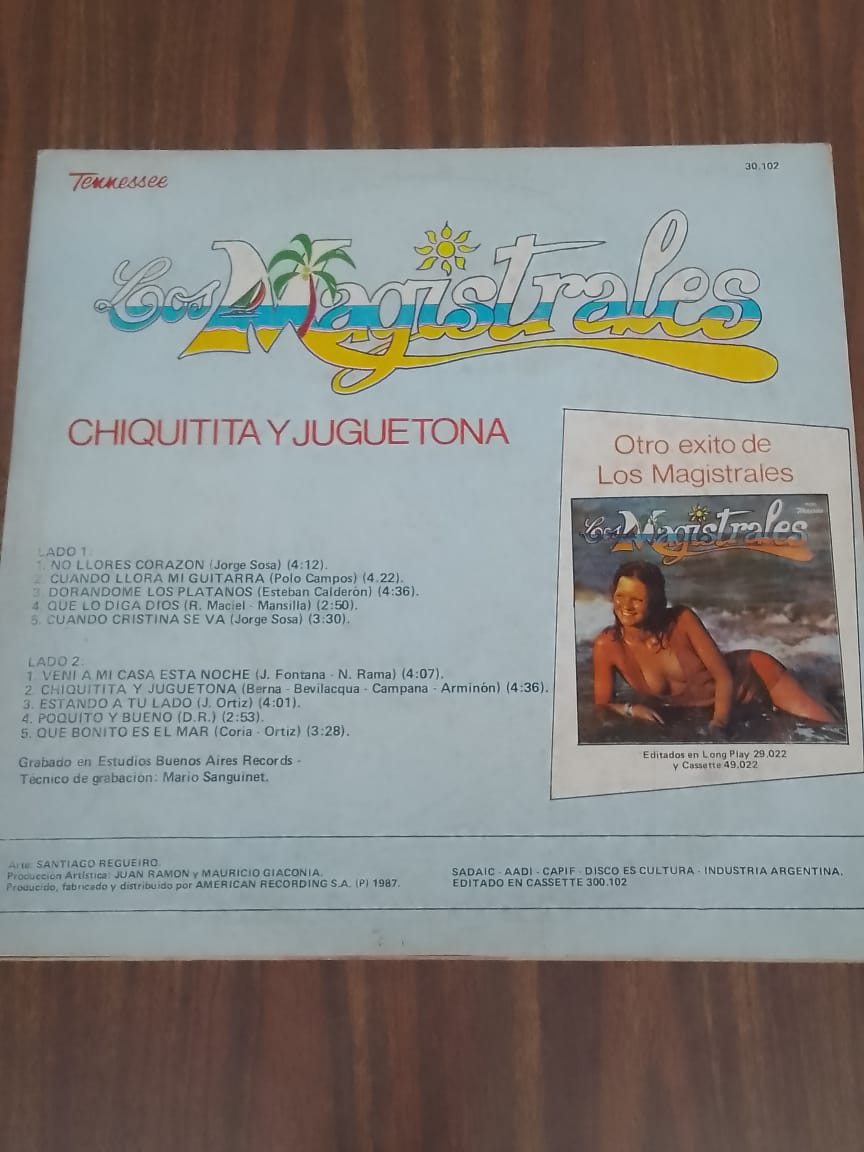 Tennessee
30.102
Los Magistrales
CHIQUITITA Y JUGUETONA
Otro exito de
Los Magistrales
Los Magistrales
Editados en Long Play 29.022
y Cassette 49.022
LADO 1.
1. NO LLORES CORAZON (Jorge Sosa) (4:12).
2. CUANDO LLORA MI GUITARRA (Polo Campos) (4.22).
3. DORANDOME LOS PLATANOS (Esteban Calderón) (4:36).
4. QUE LO DIGA DIOS (R. Maciel - Mansilla) (2:50).
5. CUANDO CRISTINA SE VA (Jorge Sosa) (3:30).
LADO 2.
1. VENI A MI CASA ESTA NOCHE (J. Fontana - N. Rama) (4:07).
2. CHIQUITITA Y JUGUETONA (Berna - Bevilacqua - Campana - Arminón) (4:36).
3. ESTANDO A TU LADO (J. Ortiz) (4:01).
4. POQUITO Y BUENO (D.R.) (2:53).
5. QUE BONITO ES EL MAR (Coria - Ortiz) (3:28).
Grabado en Estudios Buenos Aires Records -
Técnico de grabación: Mario Sanguinet.
Arte: SANTIAGO REGUEIRO.
Producción Artística: JUAN RAMON y MAURICIO GIACONIA.
Producido, fabricado y distribuido por AMERICAN RECORDING S.A. (P) 1987.
SADAIC - AADI - CAPIF - DISCO ES CULTURA - INDUSTRIA ARGENTINA.
EDITADO EN CASSETTE 300.102